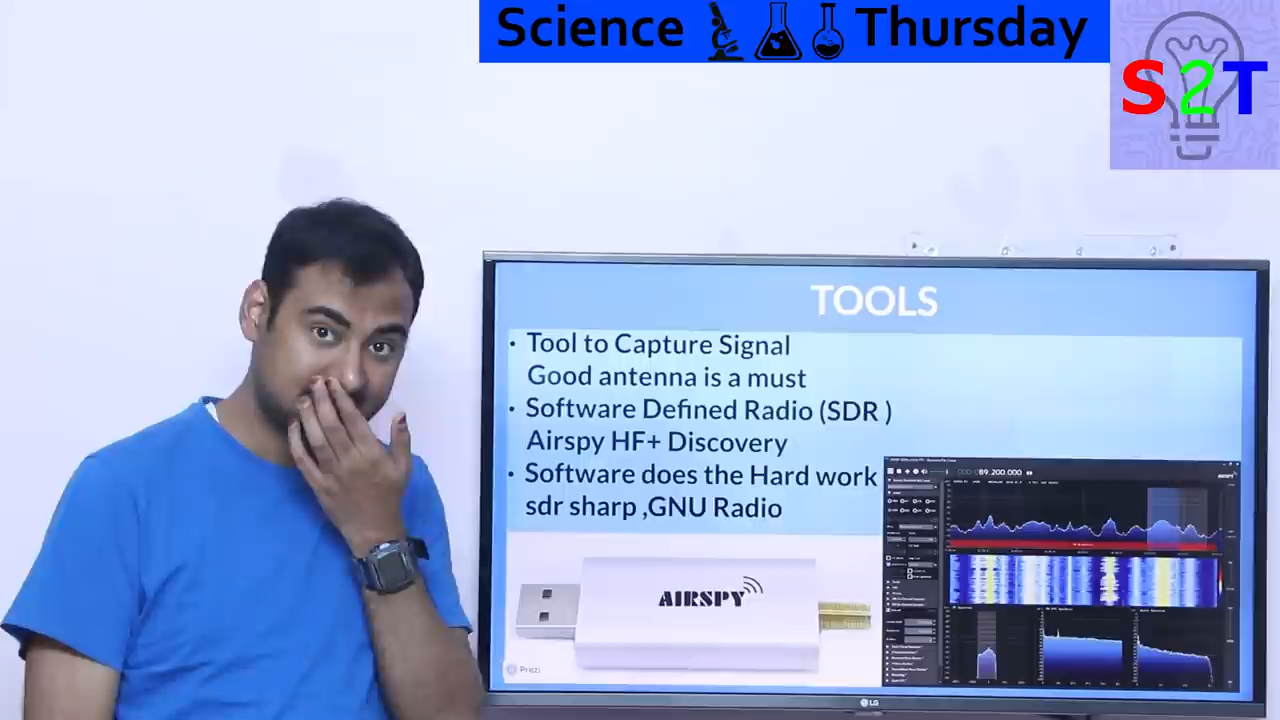 Science Thursday
S2T
TOOLS
• Tool to Capture Signal
Good antenna is a must
• Software Defined Radio (SDR )
Airspy HF+ Discovery
• Software does the Hard work
sdr sharp ,GNU Radio
89.200.000
AIRSPY
Prezi
LG